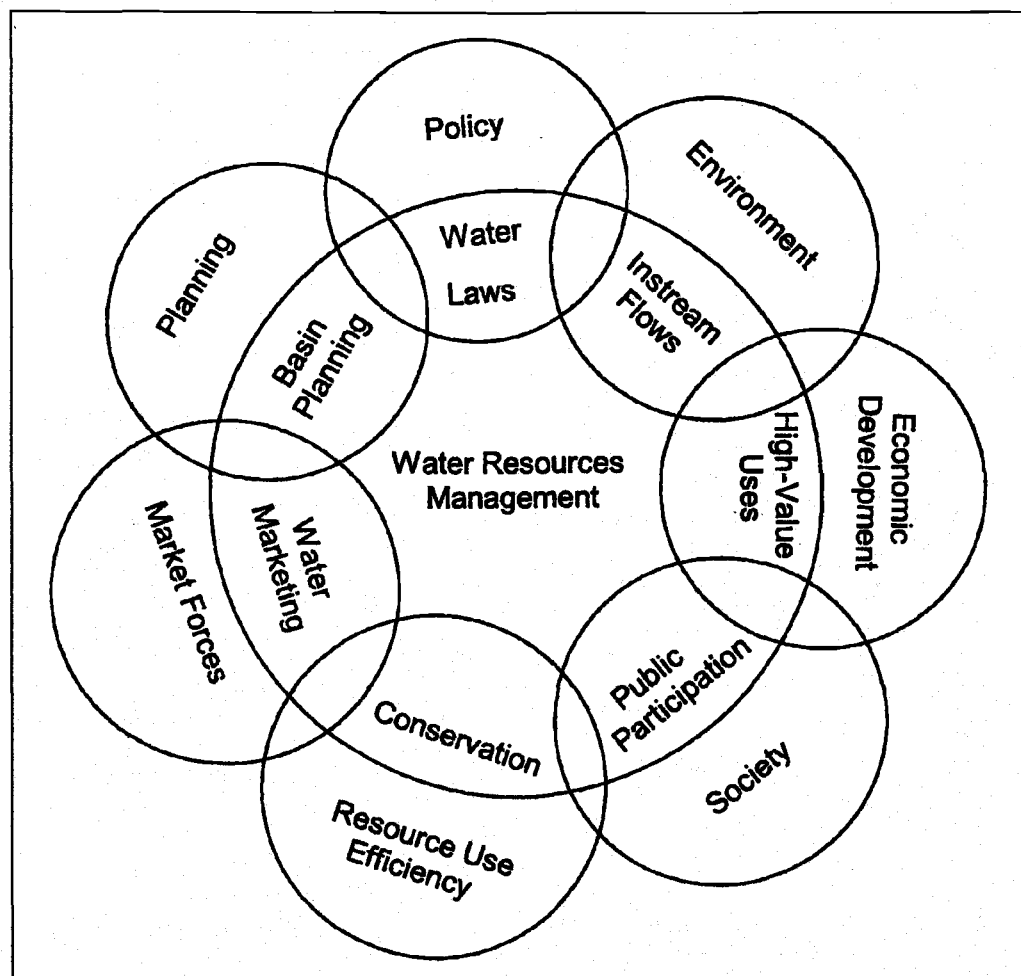 Policy
Water
Laws
Environment
Instream
Flows
Economic
Development
High-Value
Uses
Planning
Basin
Planning
Water Resources
Management
Market Forces
Water
Marketing
Public
Participation
Society
Conservation
Resource Use
Efficiency